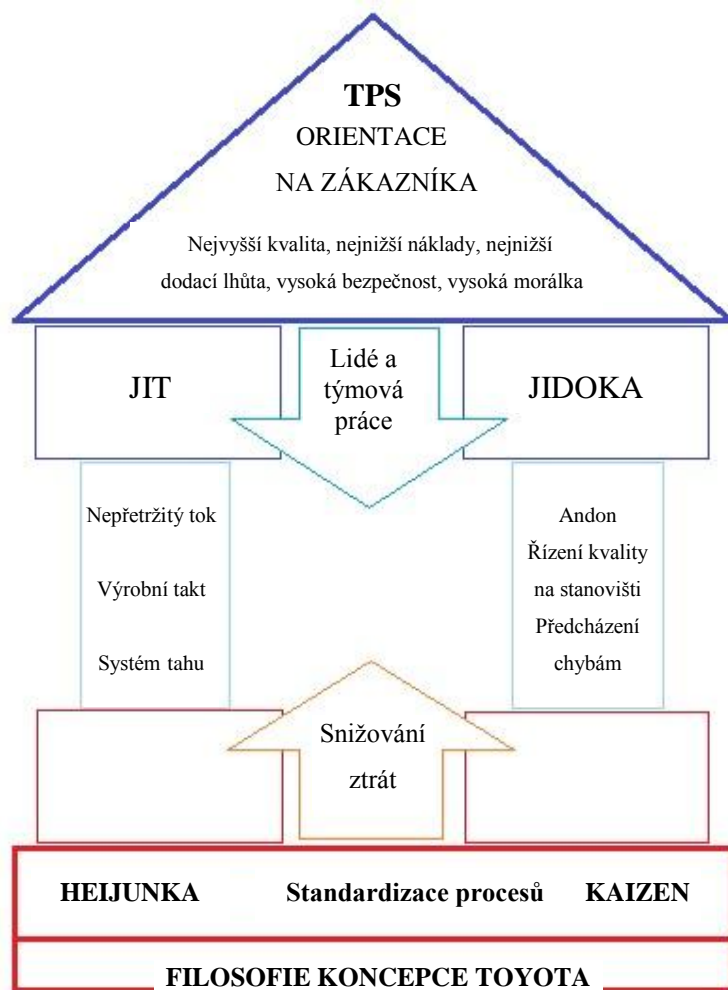 TPS
ORIENTACE
NA ZÁKAZNÍKA
Nejvyšší kvalita, nejnižší náklady, nejnižší
dodací lhůta, vysoká bezpečnost, vysoká morálka
JIT
Lidé a
týmová
práce
JIDOKA
Nepřetržitý tok
Výrobní takt
Systém tahu
Andon
Řízení kvality
na stanovišti
Předcházení
chybám
Snižování
ztrát
HEIJUNKA
Standardizace procesů
KAIZEN
FILOSOFIE KONCEPCE TOYOTA